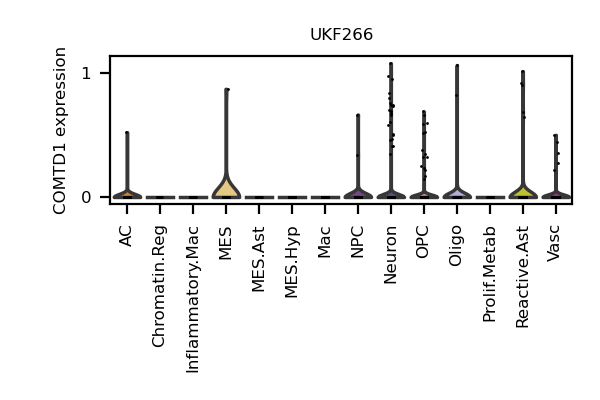 UKF266
COMTD1 expression
1
0
AC
Chromatin.Reg
Inflammatory.Mac
MES
MES.Ast
MES.Hyp
Mac
NPC
Neuron
OPC
Oligo
Prolif.Metab
Reactive.Ast
Vasc